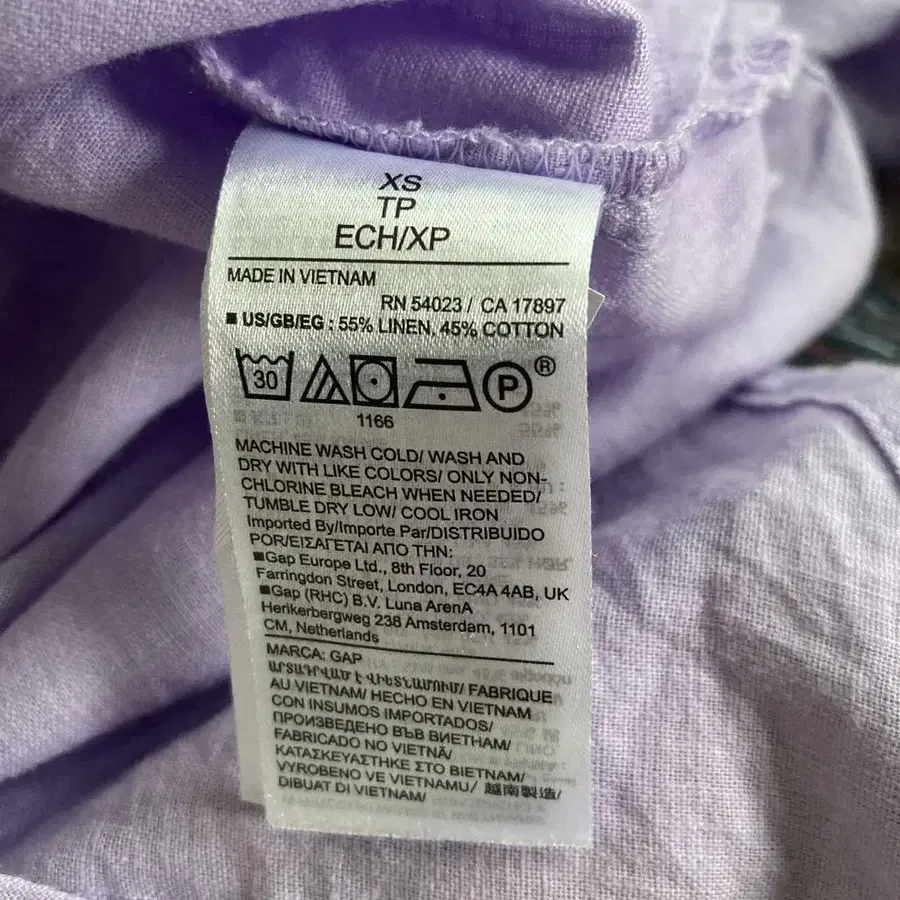 XS
TP
ECH/XP
MADE IN VIETNAM
RN 54023 / CA 17897
■ US/GB/EG : 55% LINEN, 45% COTTON
30 P ®
1166
MACHINE WASH COLD/ WASH AND
DRY WITH LIKE COLORS/ ONLY NON-
CHLORINE BLEACH WHEN NEEDED/
TUMBLE DRY LOW/ COOL IRON
Imported By/Importe Par/DISTRIBUIDO
POR/ΕΙΣΑΓΕΤΑΙ ΑΠΟ ΤΗΝ:
■Gap Europe Ltd., 8th Floor, 20
Farringdon Street, London, EC4A 4AB, UK
■Gap (RHC) B.V. Luna ArenA
Herikerbergweg 238 Amsterdam, 1101
CM, Netherlands
MARCA: GAP
ԱՐՏԱԴՐՎԱԾ Է ՎԻԵՏՆԱՄՈՒՄ/ FABRIQUE
AU VIETNAM/ HECHO EN VIETNAM
CON INSUMOS IMPORTADOS/
ПРОИЗВЕДЕНО ВЪВ ВИЕТНАМ/
FABRICADO NO VIETNÃ/
ΚΑΤΑΣΚΕΥΑΣΤΗΚΕ ΣΤΟ ΒΙΕΤΝΑΜ/
VYROBENO VE VIETNAMU/ 越南製造/
DIBUAT DI VIETNAM/